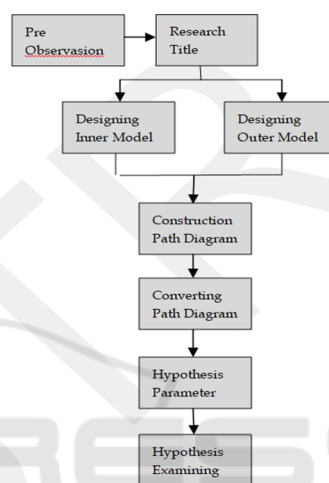 Pre
Observasion
Research
Title
Designing
Inner Model
Designing
Outer Model
Construction
Path Diagram
Converting
Path Diagram
Hypothesis
Parameter
Hypothesis
Examining